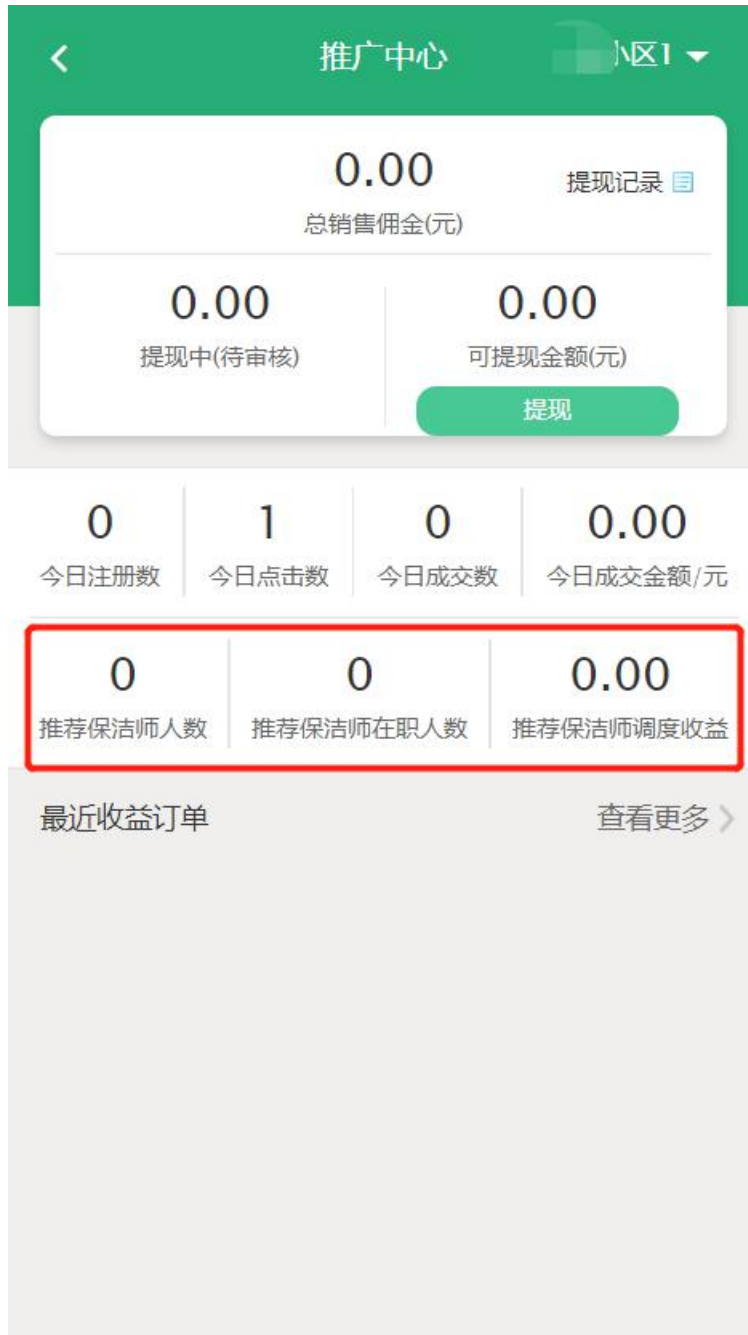 推广中心
小区1
0.00
提现记录
总销售佣金(元)
0.00 0.00
提现中(待审核) 可提现金额(元)
提现
0 1 0 0.00
今日注册数 今日点击数 今日成交数 今日成交金额/元
0 0 0.00
推荐保洁师人数 推荐保洁师在职人数 推荐保洁师调度收益
最近收益订单 查看更多